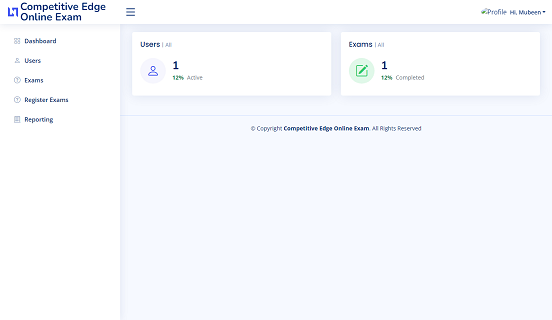 Competitive Edge
Online Exam
Profile Hi, Mubeen
Dashboard
Users
Exams
Register Exams
Reporting
Users | All
1
12% Active
Exams | All
1
12% Completed
© Copyright Competitive Edge Online Exam. All Rights Reserved